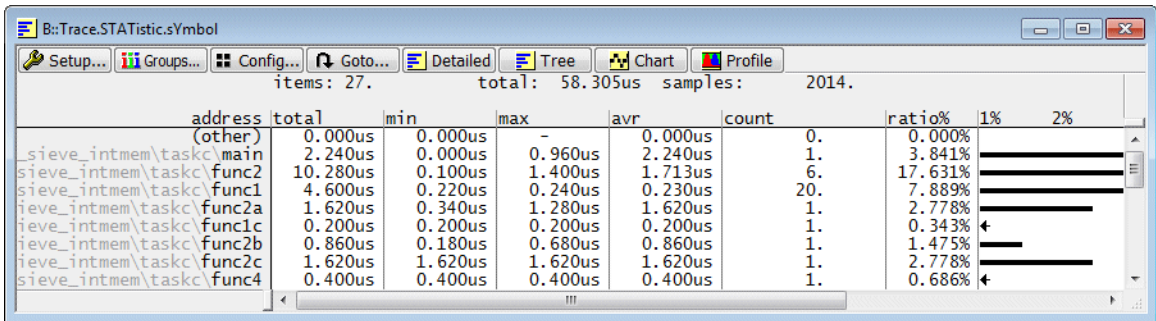 B::Trace.STATistic.sYmbol
Setup... Groups... Config... Goto... Detailed Tree Chart Profile
items: 27. total: 58.305us samples: 2014.
address total min max avr count ratio% 1% 2%
(other) 0.000us 0.000us - 0.000us 0. 0.000%
_sieve_intmem\taskc\main 2.240us 0.000us 0.960us 2.240us 1. 3.841%
sieve_intmem\taskc\func2 10.280us 0.100us 1.400us 1.713us 6. 17.631%
sieve_intmem\taskc\func1 4.600us 0.220us 0.240us 0.230us 20. 7.889%
ieve_intmem\taskc\func2a 1.620us 0.340us 1.280us 1.620us 1. 2.778%
ieve_intmem\taskc\func1c 0.200us 0.200us 0.200us 0.200us 1. 0.343%
ieve_intmem\taskc\func2b 0.860us 0.180us 0.680us 0.860us 1. 1.475%
ieve_intmem\taskc\func2c 1.620us 1.620us 1.620us 1.620us 1. 2.778%
sieve_intmem\taskc\func4 0.400us 0.400us 0.400us 0.400us 1. 0.686%